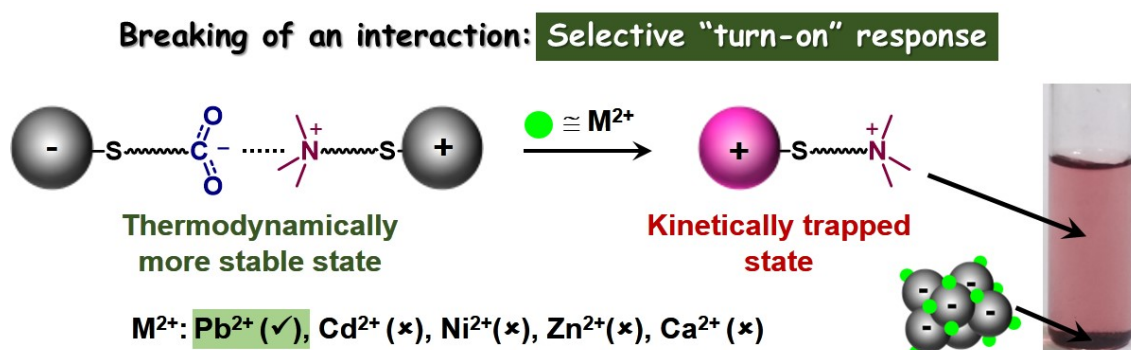 Breaking of an interaction: Selective “turn-on” response
- S C O O - N + S +
≅ M²⁺
+ S N +
Thermodynamically
more stable state
Kinetically trapped
state
- - - - - -
M²⁺: Pb²⁺ (✓), Cd²⁺ (×), Ni²⁺(×), Zn²⁺(×), Ca²⁺ (×)